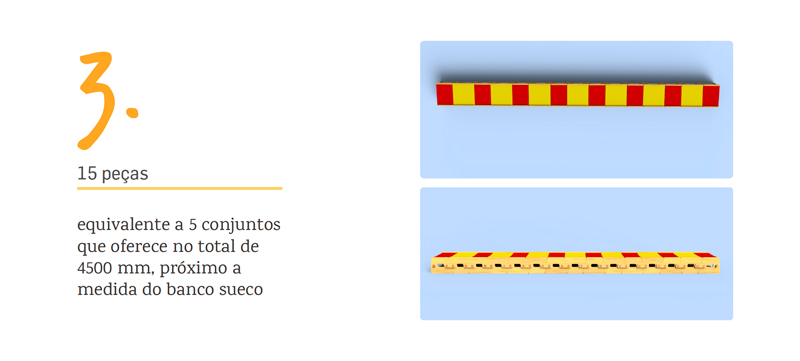 3.
15 peças
equivalente a 5 conjuntos
que oferece no total de
4500 mm, próximo a
medida do banco sueco